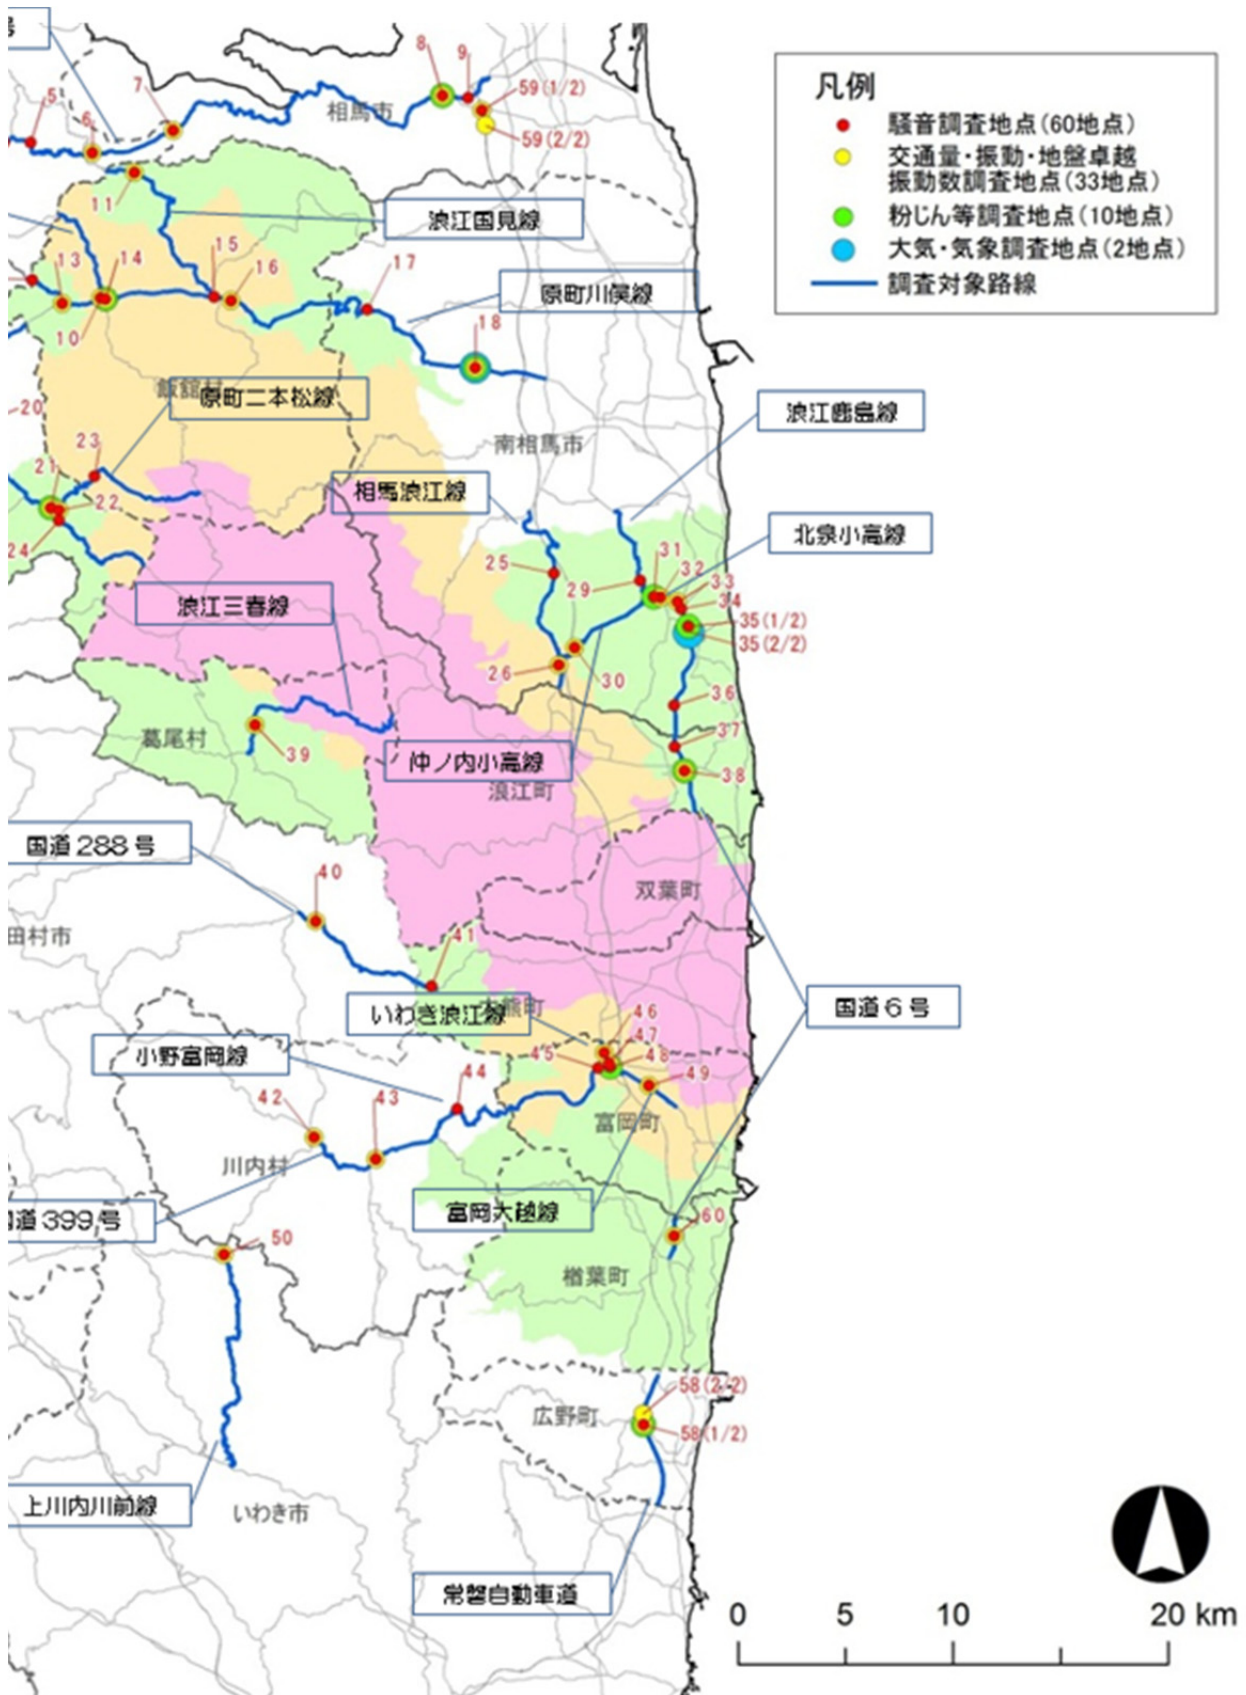 号
5
6
7
8
9
59(1/2)
59(2/2)
相馬市
凡例
騒音調査地点(60地点)
交通量・振動・地盤卓越
振動数調査地点(33地点)
粉じん等調査地点(10地点)
大気・気象調査地点(2地点)
調査対象路線
11
浪江国見線
13
14
15
16
17
原町川俣線
10
18
飯舘村
原町二本松線
20
浪江鹿島線
23
南相馬市
21
22
相馬浪江線
北泉小高線
24
25
29
31
32
33
34
浪江三春線
35(1/2)
35(2/2)
26
30
36
葛尾村
39
37
仲ノ内小高線
38
浪江町
国道288号
40
双葉町
田村市
41
大熊町
いわき浪江線
国道6号
46
47
小野富岡線
45
48
44
49
42
43
富岡町
川内村
道399号
富岡大越線
60
50
楢葉町
58(2/2)
広野町
58(1/2)
上川内川前線
いわき市
常磐自動車道
0 5 10 20 km